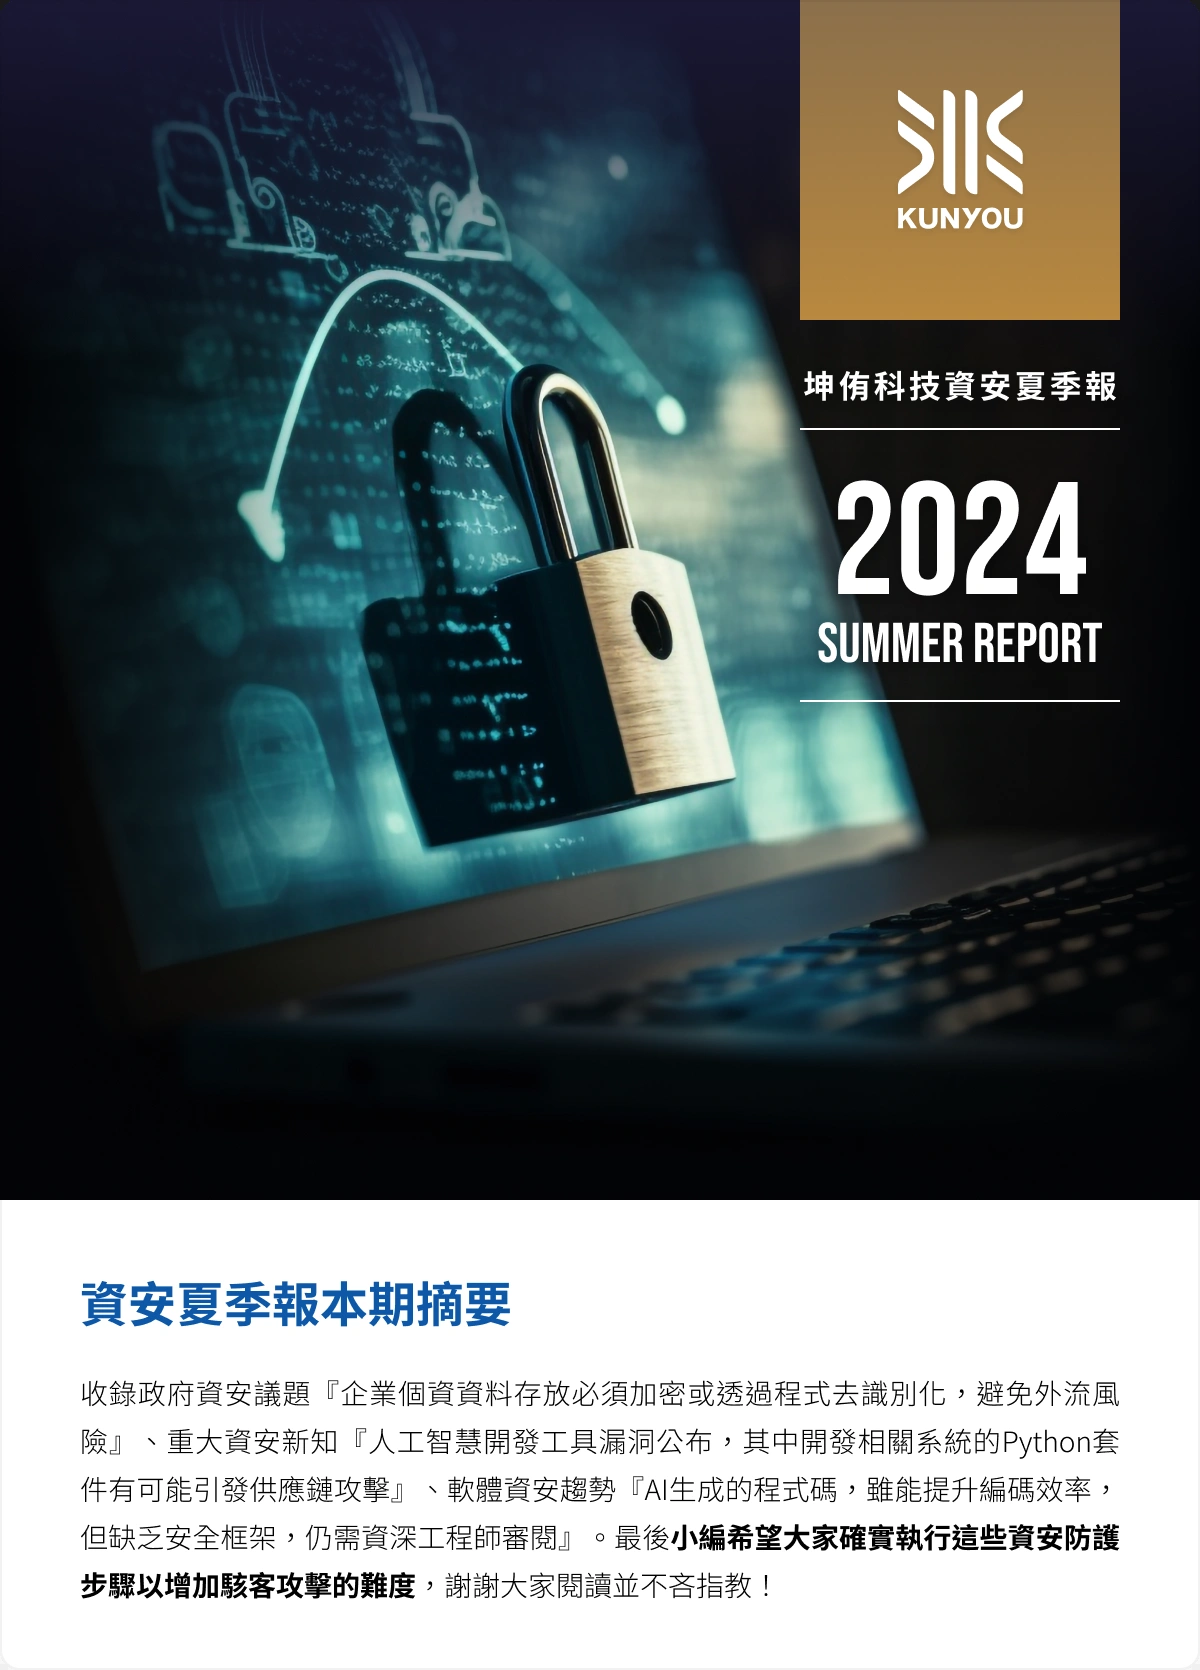 KUNYOU
坤侑科技資安夏季報
2024
SUMMER REPORT
資安夏季報本期摘要
收錄政府資安議題『企業個資資料存放必須加密或透過程式去識別化，避免外流風
險』、重大資安新知『人工智慧開發工具漏洞公布，其中開發相關系統的Python套
件有可能引發供應鏈攻擊』、軟體資安趨勢『AI生成的程式碼，雖能提升編碼效率，
但缺乏安全框架，仍需資深工程師審閱』。最後小編希望大家確實執行這些資安防護
步驟以增加駭客攻擊的難度，謝謝大家閱讀並不吝指教！